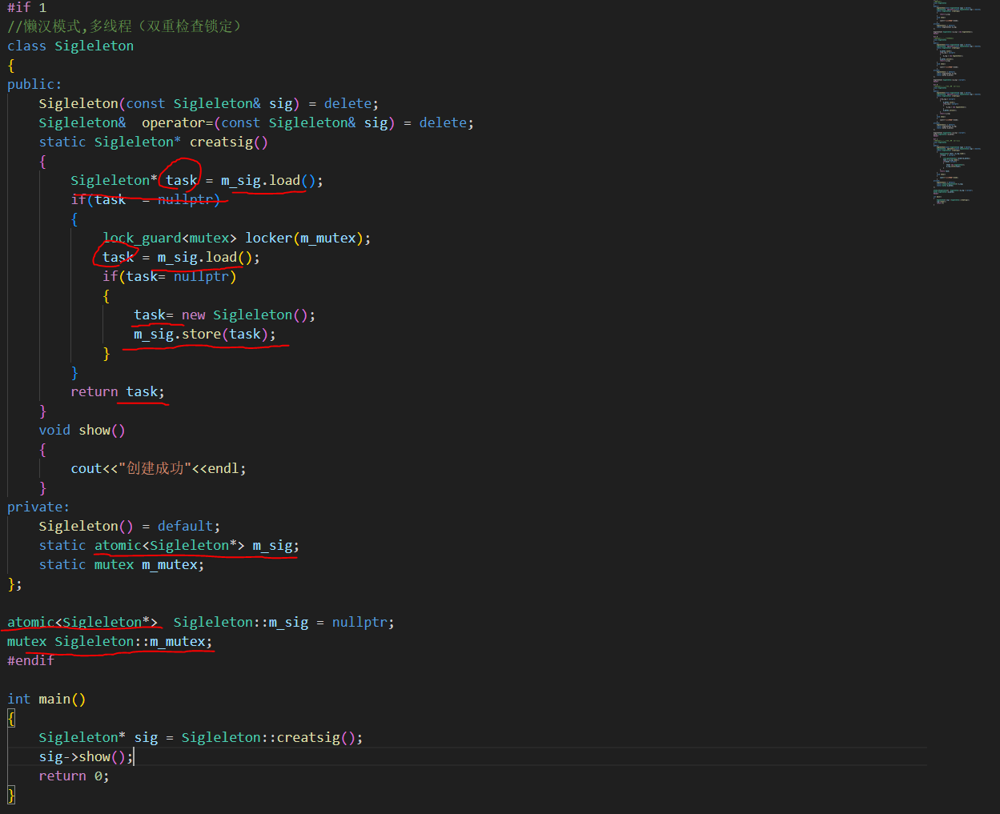 #if 1
//懒汉模式,多线程（双重检查锁定）
class Sigleleton
{
public:
    Sigleleton(const Sigleleton& sig) = delete;
    Sigleleton&  operator=(const Sigleleton& sig) = delete;
    static Sigleleton* creatsig()
    {
        Sigleleton* task = m_sig.load();
        if(task  = nullptr)
        {
            lock_guard<mutex> locker(m_mutex);
            task = m_sig.load();
            if(task= nullptr)
            {
                task= new Sigleleton();
                m_sig.store(task);
            }
        }
        return task;
    }
    void show()
    {
        cout<<"创建成功"<<endl;
    }
private:
    Sigleleton() = default;
    static atomic<Sigleleton*> m_sig;
    static mutex m_mutex;
};
atomic<Sigleleton*>  Sigleleton::m_sig = nullptr;
mutex Sigleleton::m_mutex;
#endif
int main()
{
    Sigleleton* sig = Sigleleton::creatsig();
    sig->show();
    return 0;
}